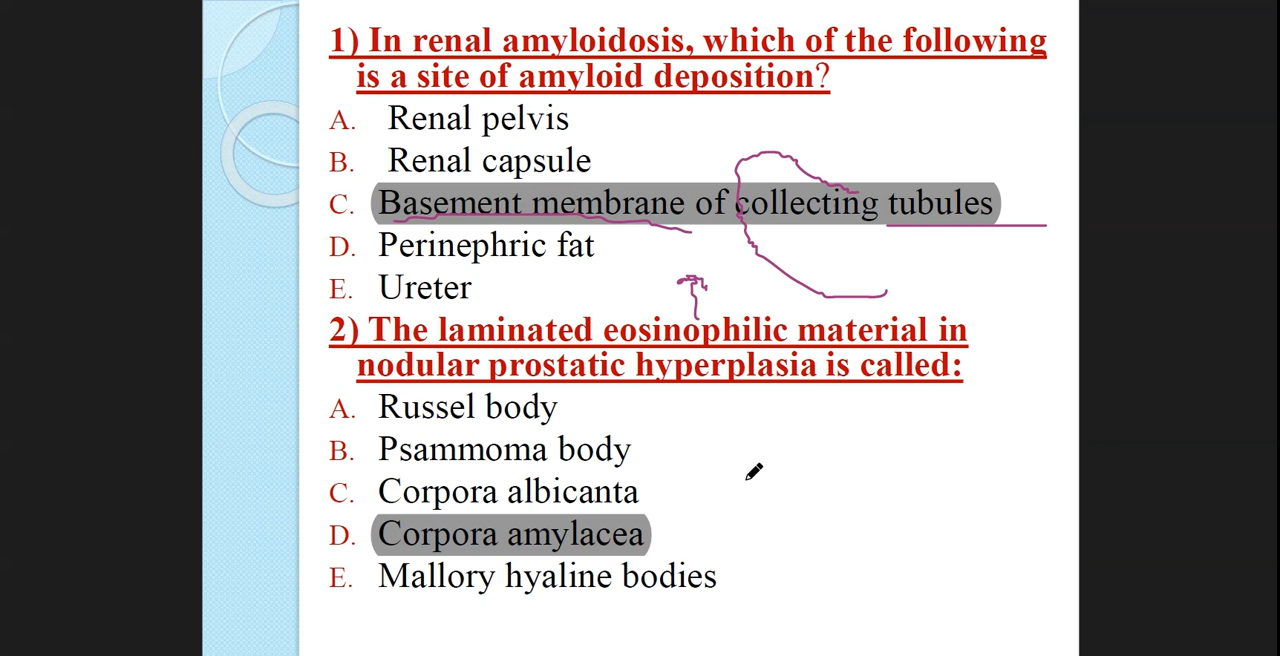 1) In renal amyloidosis, which of the following
is a site of amyloid deposition?
A. Renal pelvis
B. Renal capsule
C. Basement membrane of collecting tubules
D. Perinephric fat
E. Ureter
2) The laminated eosinophilic material in
nodular prostatic hyperplasia is called:
A. Russel body
B. Psammoma body
C. Corpora albicanta
D. Corpora amylacea
E. Mallory hyaline bodies